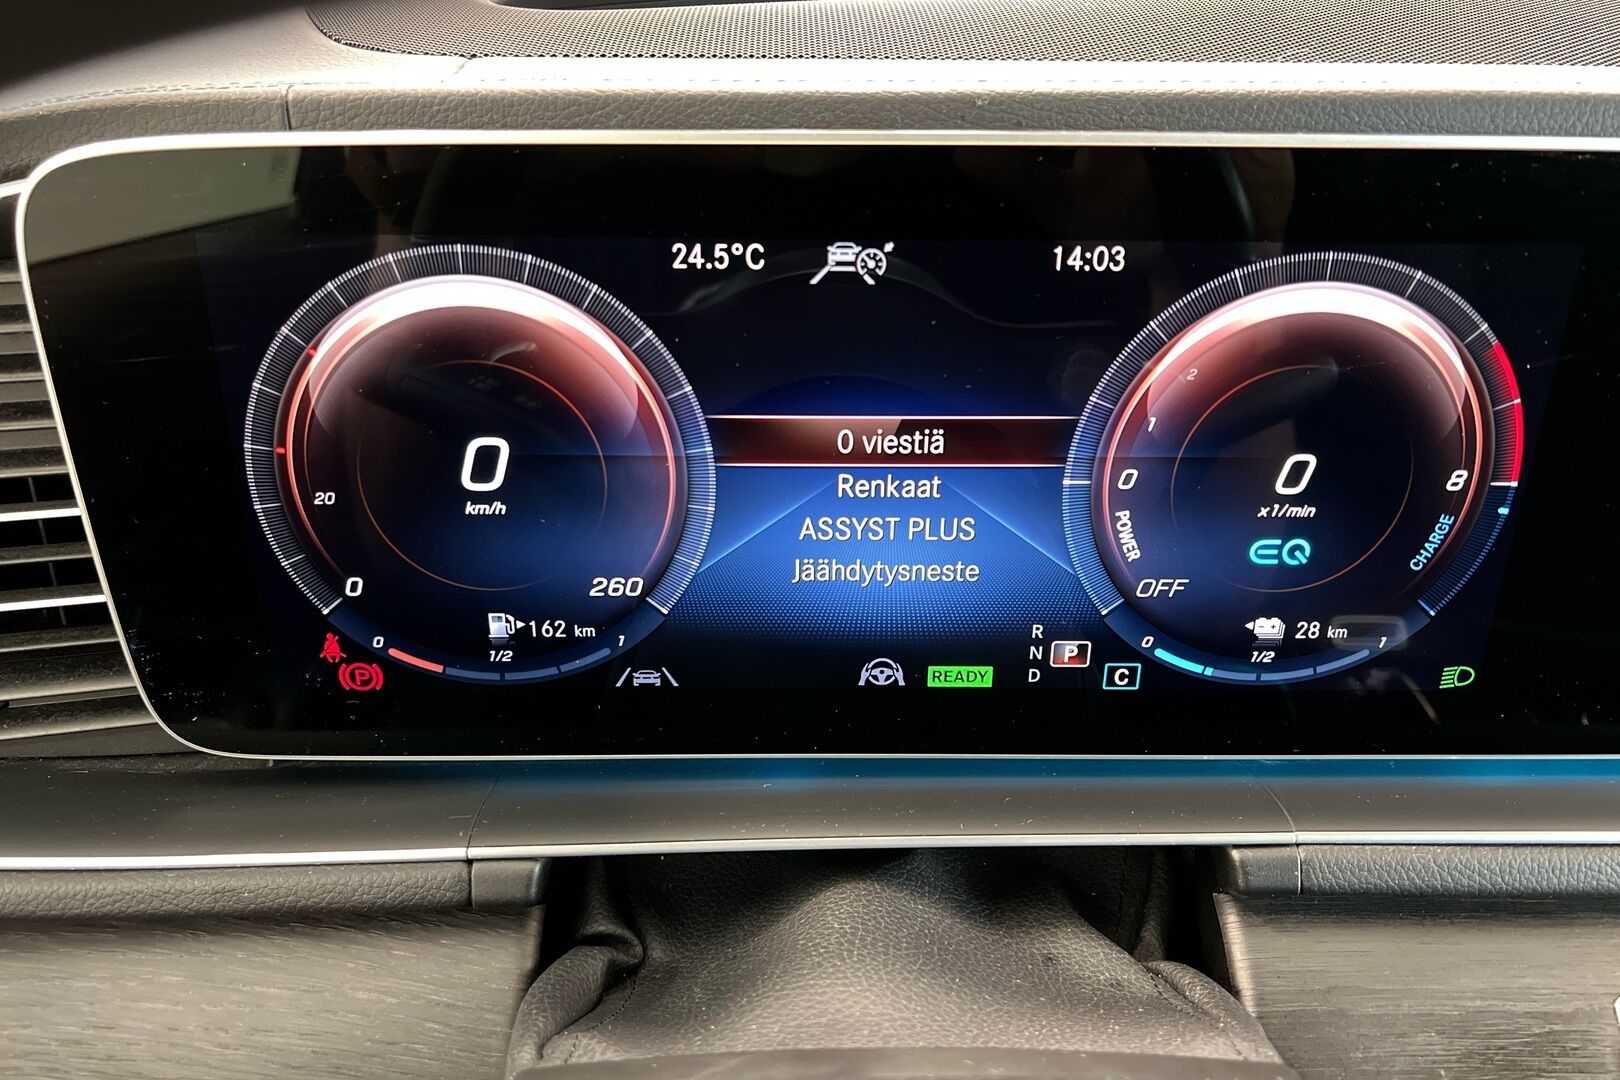 24.5°C
14:03
0 viestiä
Renkaat
ASSYST PLUS
Jäähdytysneste
20
0
km/h
0
260
162 km
0
1/2
1
2
1
0
0
8
x1/min
EQ
POWER
CHARGE
OFF
28 km
0
1/2
1
R
N
D
P
P
READY
C